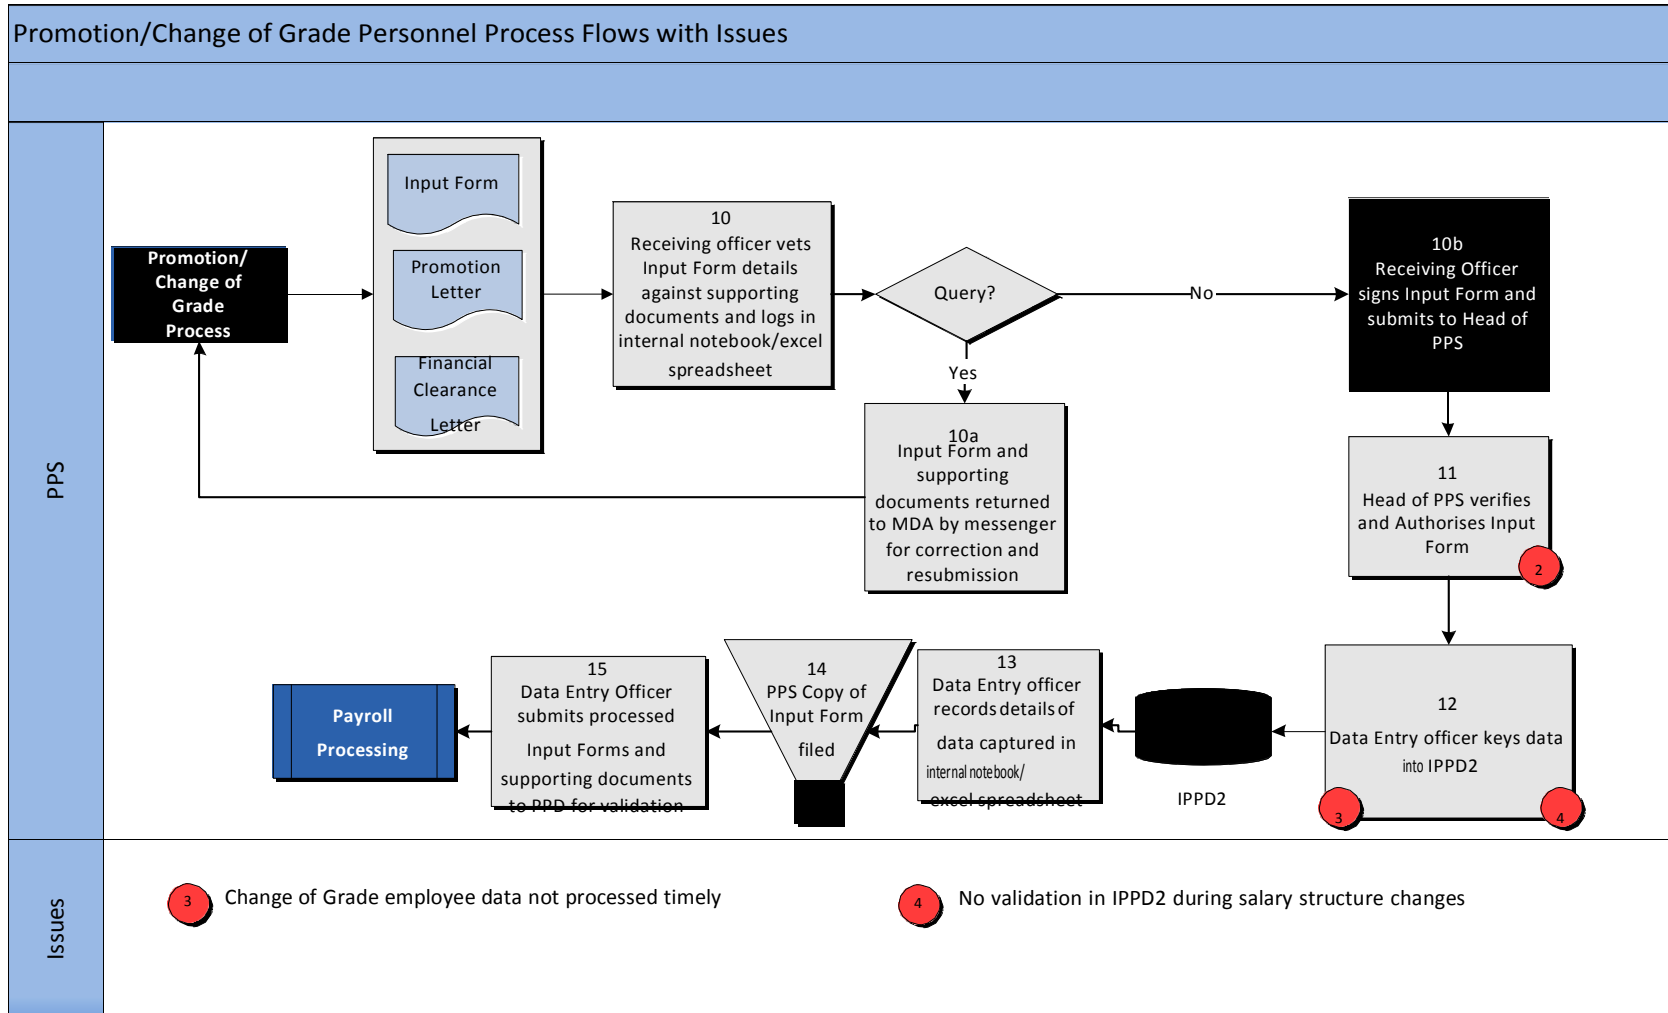 Promotion/Change of Grade Personnel Process Flows with Issues
PPS
Promotion/
Change of
Grade
Process
Input Form
Promotion
Letter
Financial
Clearance
Letter
10
Receiving officer vets
Input Form details
against supporting
documents and logs in
internal notebook/excel
spreadsheet
Query?
No
Yes
10a
Input Form and
supporting
documents returned
to MDA by messenger
for correction and
resubmission
10b
Receiving Officer
signs Input Form and
submits to Head of
PPS
11
Head of PPS verifies
and Authorises Input
Form
2
12
Data Entry officer keys data
into IPPD2
3
4
IPPD2
13
Data Entry officer
records details of
data captured in
internal notebook/
excel spreadsheet
14
PPS Copy of
Input Form
filed
15
Data Entry Officer
submits processed
Input Forms and
supporting documents
to PPD for validation
Payroll
Processing
Issues
3
Change of Grade employee data not processed timely
4
No validation in IPPD2 during salary structure changes